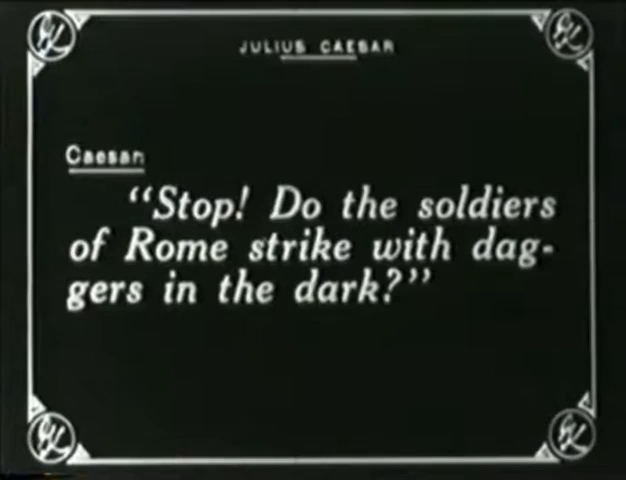 JULIUS CAESAR
Caesar
"Stop! Do the soldiers
of Rome strike with dag-
gers in the dark?"